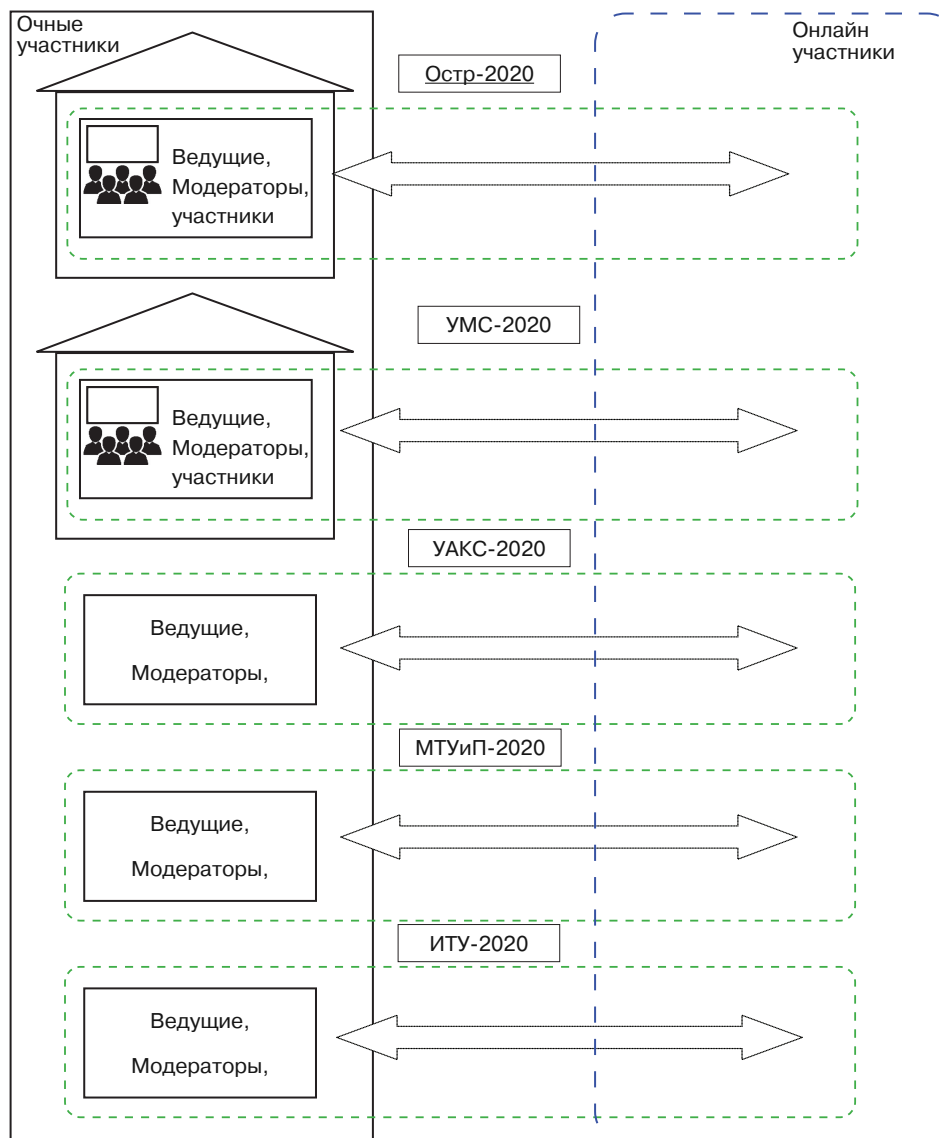 Очные
участники
Онлайн
участники
Остр-2020
Ведущие,
Модераторы,
участники
УМС-2020
Ведущие,
Модераторы,
участники
УАКС-2020
Ведущие,
Модераторы,
МТУиП-2020
Ведущие,
Модераторы,
ИТУ-2020
Ведущие,
Модераторы,